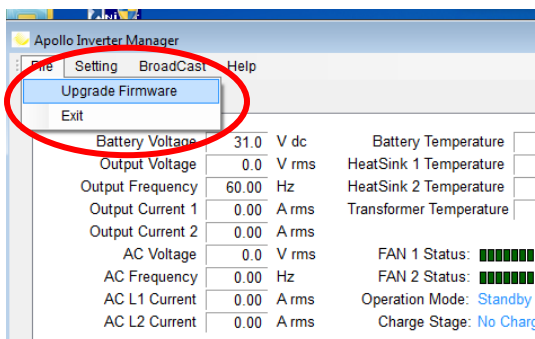 Apollo Inverter Manager
File Setting BroadCast Help
Upgrade Firmware
Exit
Battery Voltage 31.0 V dc Battery Temperature
Output Voltage 0.0 V rms HeatSink 1 Temperature
Output Frequency 60.00 Hz HeatSink 2 Temperature
Output Current 1 0.00 A rms Transformer Temperature
Output Current 2 0.00 A rms
AC Voltage 0.0 V rms FAN 1 Status:
AC Frequency 0.00 Hz FAN 2 Status:
AC L1 Current 0.00 A rms Operation Mode: Standby
AC L2 Current 0.00 A rms Charge Stage: No Charg